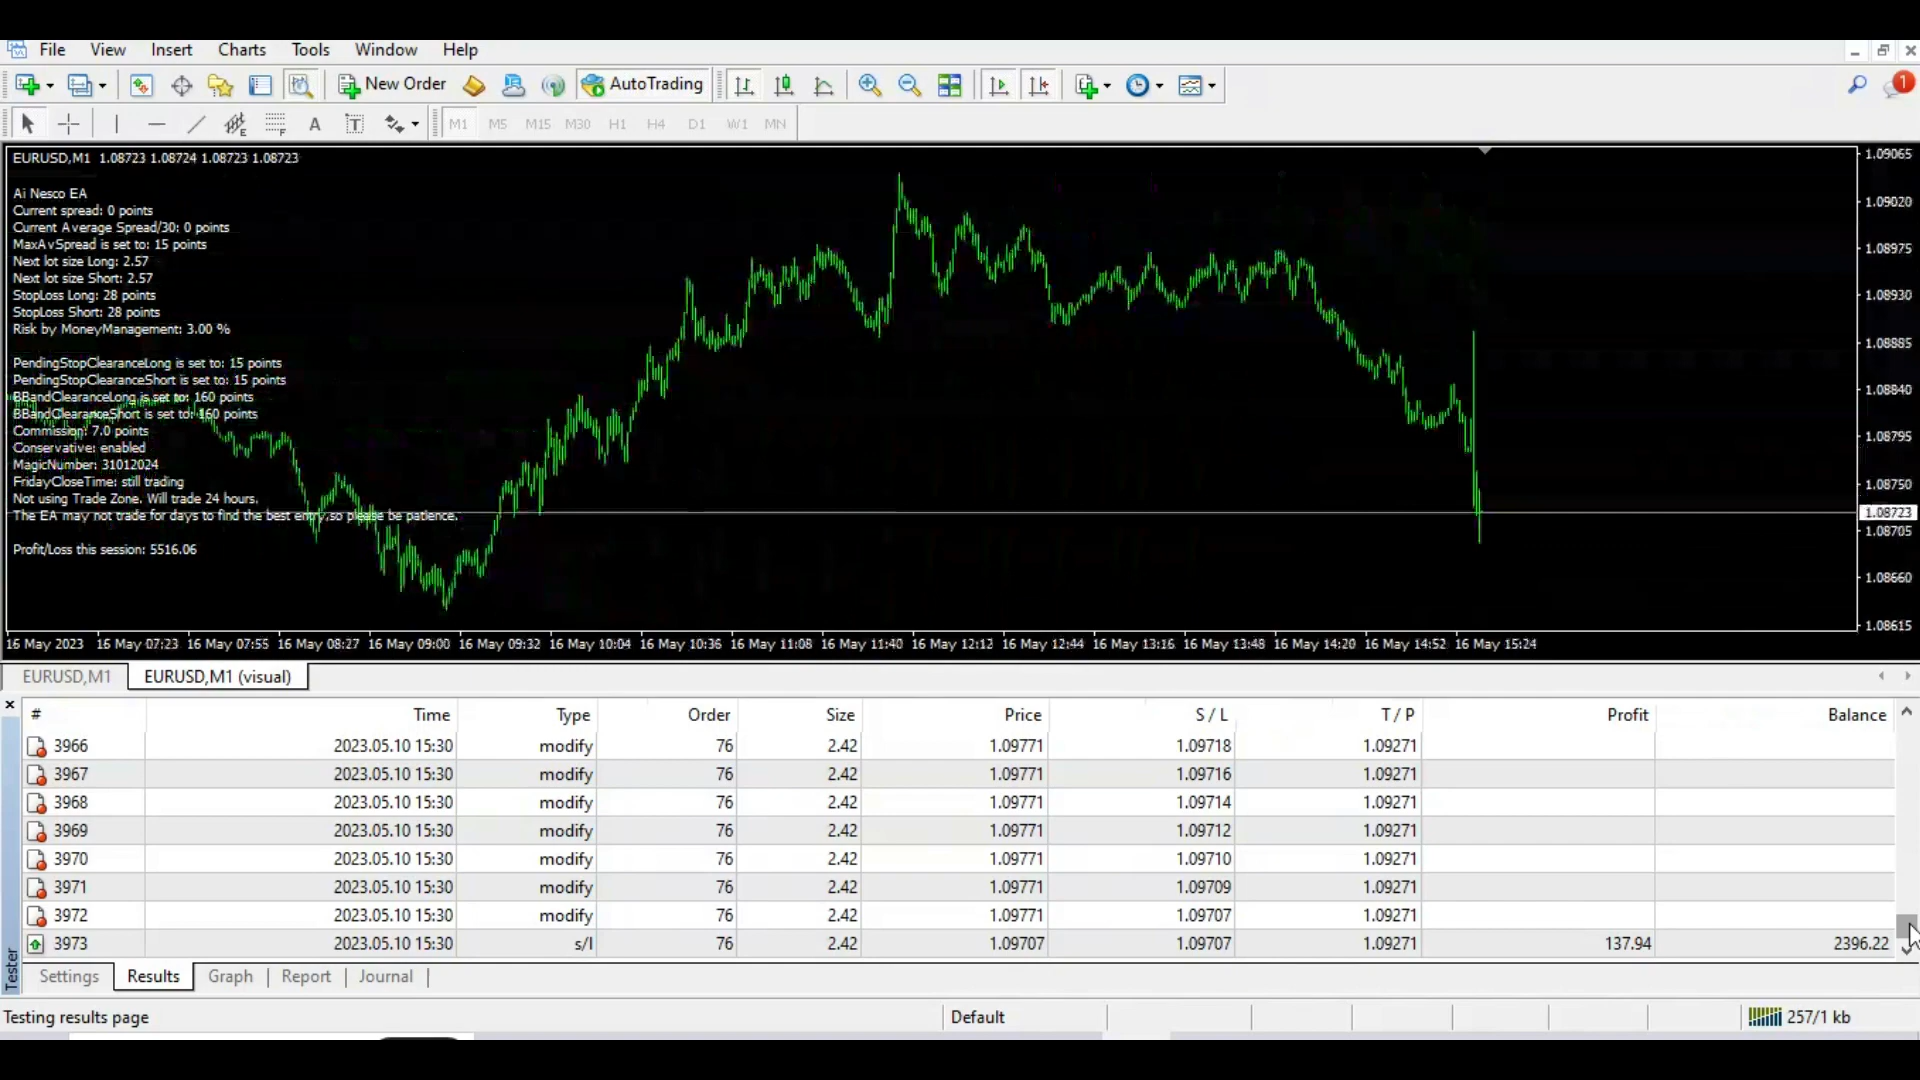 File View Insert Charts Tools Window Help
New Order AutoTrading 1
E F A T M1 M5 M15 M30 H1 H4 D1 W1 MN
EURUSD,M1 1.08723 1.08724 1.08723 1.08723
Ai Nesco EA
Current spread: 0 points
Current Average Spread/30: 0 points
MaxAvSpread is set to: 15 points
Next lot size Long: 2.57
Next lot size Short: 2.57
StopLoss Long: 28 points
StopLoss Short: 28 points
Risk by MoneyManagement: 3.00 %
PendingStopClearanceLong is set to: 15 points
PendingStopClearanceShort is set to: 15 points
BBandClearanceLong is set to: 160 points
BBandClearanceShort is set to: 160 points
Commission: 7.0 points
Conservative: enabled
MagicNumber: 31012024
FridayCloseTime: still trading
Not using Trade Zone. Will trade 24 hours.
The EA may not trade for days to find the best entry,so please be patience.
Profit/Loss this session: 5516.06
1.09065
1.09020
1.08975
1.08930
1.08885
1.08840
1.08795
1.08750
1.08723
1.08705
1.08660
1.08615
16 May 2023 16 May 07:23 16 May 07:55 16 May 08:27 16 May 09:00 16 May 09:32 16 May 10:04 16 May 10:36 16 May 11:08 16 May 11:40 16 May 12:12 16 May 12:44 16 May 13:16 16 May 13:48 16 May 14:20 16 May 14:52 16 May 15:24
EURUSD,M1 EURUSD,M1 (visual)
# Time Type Order Size Price S / L T / P Profit Balance
3966 2023.05.10 15:30 modify 76 2.42 1.09771 1.09718 1.09271
3967 2023.05.10 15:30 modify 76 2.42 1.09771 1.09716 1.09271
3968 2023.05.10 15:30 modify 76 2.42 1.09771 1.09714 1.09271
3969 2023.05.10 15:30 modify 76 2.42 1.09771 1.09712 1.09271
3970 2023.05.10 15:30 modify 76 2.42 1.09771 1.09710 1.09271
3971 2023.05.10 15:30 modify 76 2.42 1.09771 1.09709 1.09271
3972 2023.05.10 15:30 modify 76 2.42 1.09771 1.09707 1.09271
3973 2023.05.10 15:30 s/l 76 2.42 1.09707 1.09707 1.09271 137.94 2396.22
Tester
Settings Results Graph Report Journal
Testing results page Default 257/1 kb